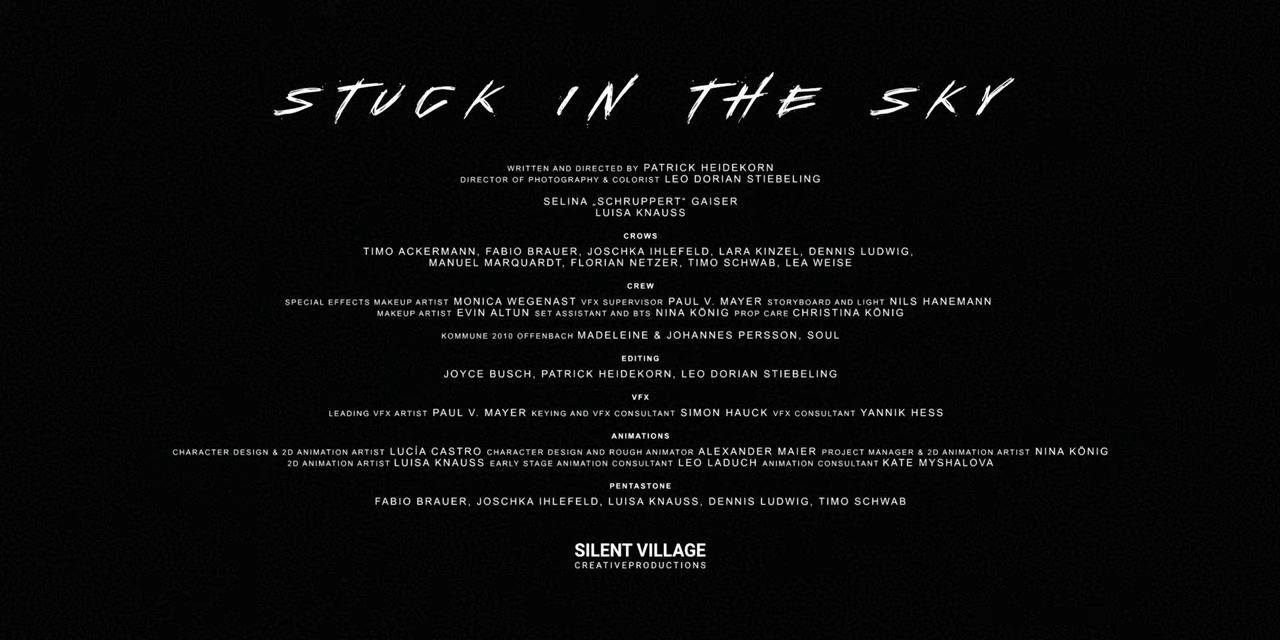 STUCK IN THE SKY
WRITTEN AND DIRECTED BY PATRICK HEIDEKORN
DIRECTOR OF PHOTOGRAPHY & COLORIST LEO DORIAN STIEBELING
SELINA „SCHRUPPERT“ GAISER
LUISA KNAUSS
CROWS
TIMO ACKERMANN, FABIO BRAUER, JOSCHKA IHLEFELD, LARA KINZEL, DENNIS LUDWIG,
MANUEL MARQUARDT, FLORIAN NETZER, TIMO SCHWAB, LEA WEISE
CREW
SPECIAL EFFECTS MAKEUP ARTIST MONICA WEGENAST VFX SUPERVISOR PAUL V. MAYER STORYBOARD AND LIGHT NILS HANEMANN
MAKEUP ARTIST EVIN ALTUN SET ASSISTANT AND BTS NINA KÖNIG PROP CARE CHRISTINA KÖNIG
KOMMUNE 2010 OFFENBACH MADELEINE & JOHANNES PERSSON, SOUL
EDITING
JOYCE BUSCH, PATRICK HEIDEKORN, LEO DORIAN STIEBELING
VFX
LEADING VFX ARTIST PAUL V. MAYER KEYING AND VFX CONSULTANT SIMON HAUCK VFX CONSULTANT YANNIK HESS
ANIMATIONS
CHARACTER DESIGN & 2D ANIMATION ARTIST LUCÍA CASTRO CHARACTER DESIGN AND ROUGH ANIMATOR ALEXANDER MAIER PROJECT MANAGER & 2D ANIMATION ARTIST NINA KÖNIG
2D ANIMATION ARTIST LUISA KNAUSS EARLY STAGE ANIMATION CONSULTANT LEO LADUCH ANIMATION CONSULTANT KATE MYSHALOVA
PENTASTONE
FABIO BRAUER, JOSCHKA IHLEFELD, LUISA KNAUSS, DENNIS LUDWIG, TIMO SCHWAB
SILENT VILLAGE
CREATIVEPRODUCTIONS